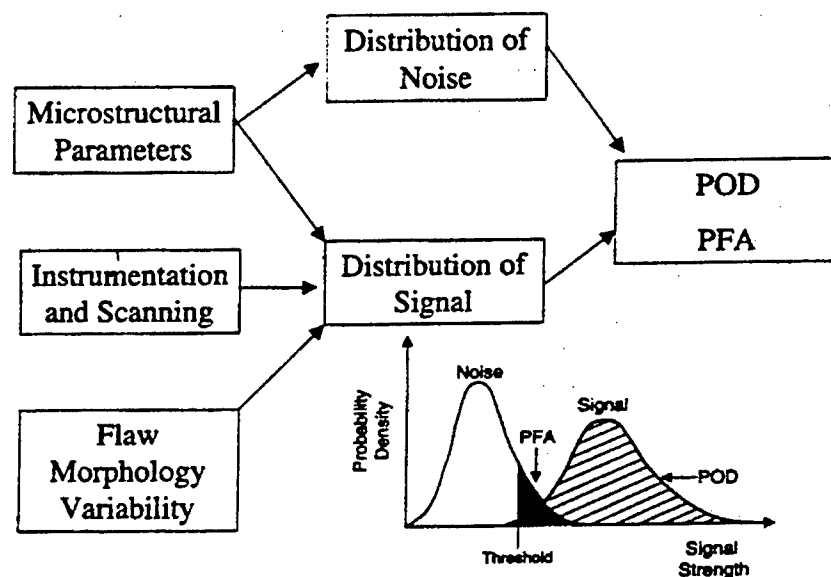 Distribution of
Noise
Microstructural
Parameters
POD
PFA
Instrumentation
and Scanning
Distribution of
Signal
Flaw
Morphology
Variability
Probability
Density
Noise
PFA
Signal
POD
Threshold
Signal
Strength